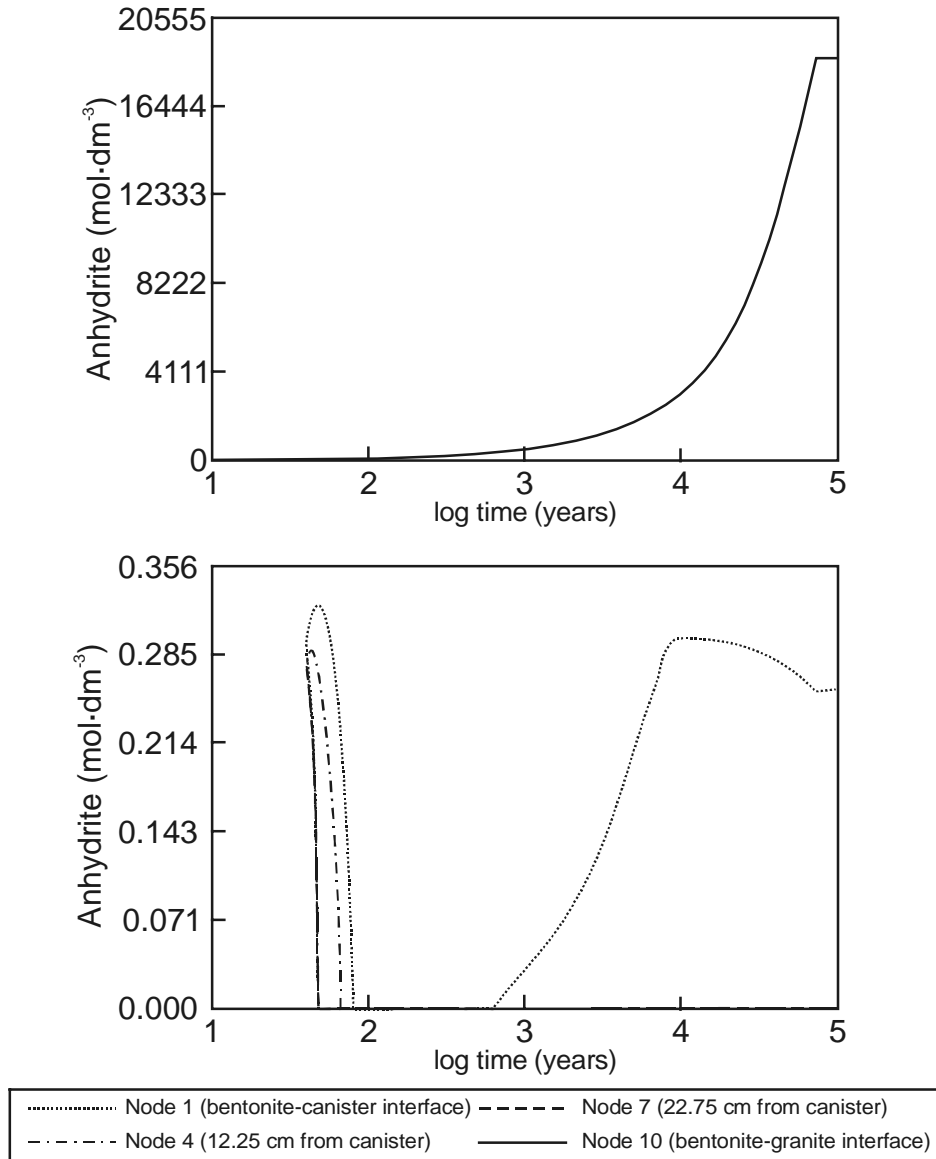 20555
16444
12333
8222
4111
0
Anhydrite (mol·dm-3)
1 2 3 4 5
log time (years)
0.356
0.285
0.214
0.143
0.071
0.000
Anhydrite (mol·dm-3)
1 2 3 4 5
log time (years)
Node 1 (bentonite-canister interface) Node 7 (22.75 cm from canister)
Node 4 (12.25 cm from canister) Node 10 (bentonite-granite interface)